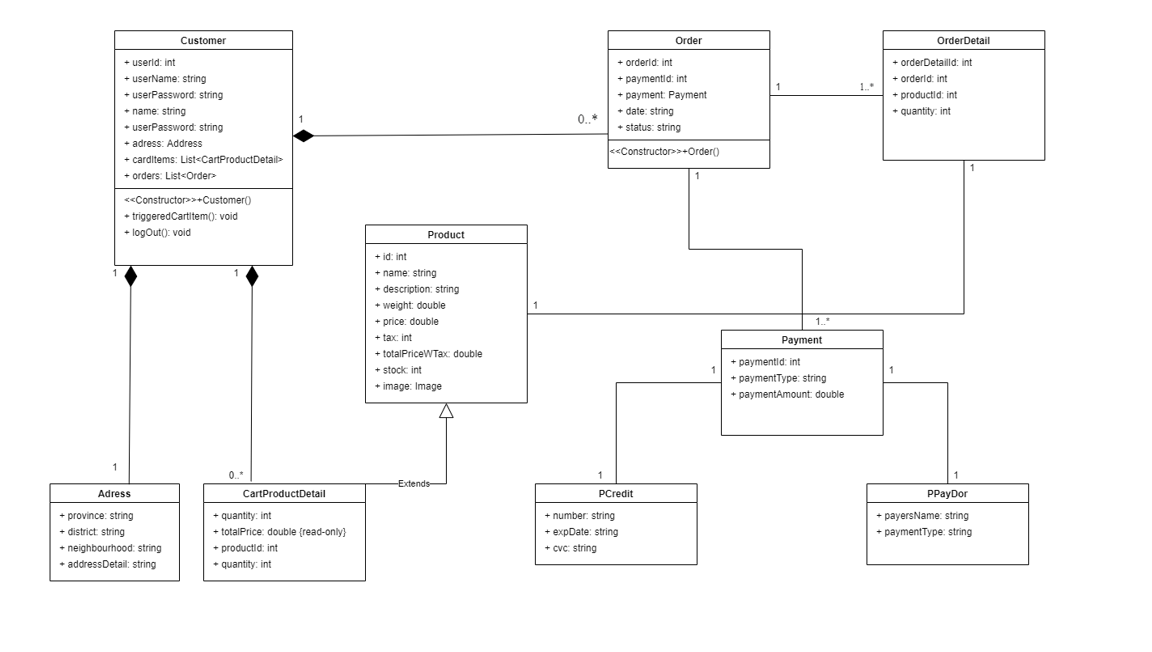 Customer
+ userId: int
+ userName: string
+ userPassword: string
+ name: string
+ userPassword: string
+ adress: Address
+ cardItems: List<CartProductDetail>
+ orders: List<Order>
<<Constructor>>+Customer()
+ triggeredCartItem(): void
+ logOut(): void
1
0..*
Order
+ orderId: int
+ paymentId: int
+ payment: Payment
+ date: string
+ status: string
<<Constructor>>+Order()
1
1..*
OrderDetail
+ orderDetailId: int
+ orderId: int
+ productId: int
+ quantity: int
1
1
Product
+ id: int
+ name: string
+ description: string
+ weight: double
+ price: double
+ tax: int
+ totalPriceWTax: double
+ stock: int
+ image: Image
1
1..*
Payment
+ paymentId: int
+ paymentType: string
+ paymentAmount: double
1
1
1
1
1
0..*
Extends
1
1
Adress
+ province: string
+ district: string
+ neighbourhood: string
+ addressDetail: string
CartProductDetail
+ quantity: int
+ totalPrice: double {read-only}
+ productId: int
+ quantity: int
PCredit
+ number: string
+ expDate: string
+ cvc: string
PPayDor
+ payersName: string
+ paymentType: string